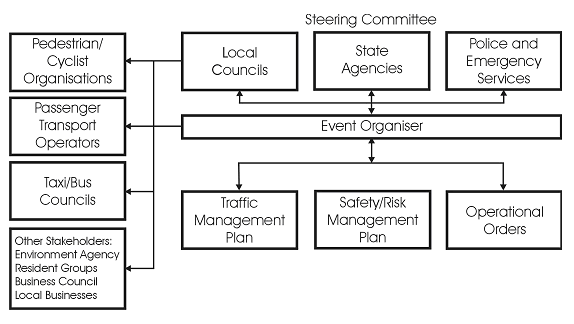 Steering Committee
Pedestrian/
Cyclist
Organisations
Local
Councils
State
Agencies
Police and
Emergency
Services
Passenger
Transport
Operators
Event Organiser
Taxi/Bus
Councils
Traffic
Management
Plan
Safety/Risk
Management
Plan
Operational
Orders
Other Stakeholders:
Environment Agency
Resident Groups
Business Council
Local Businesses